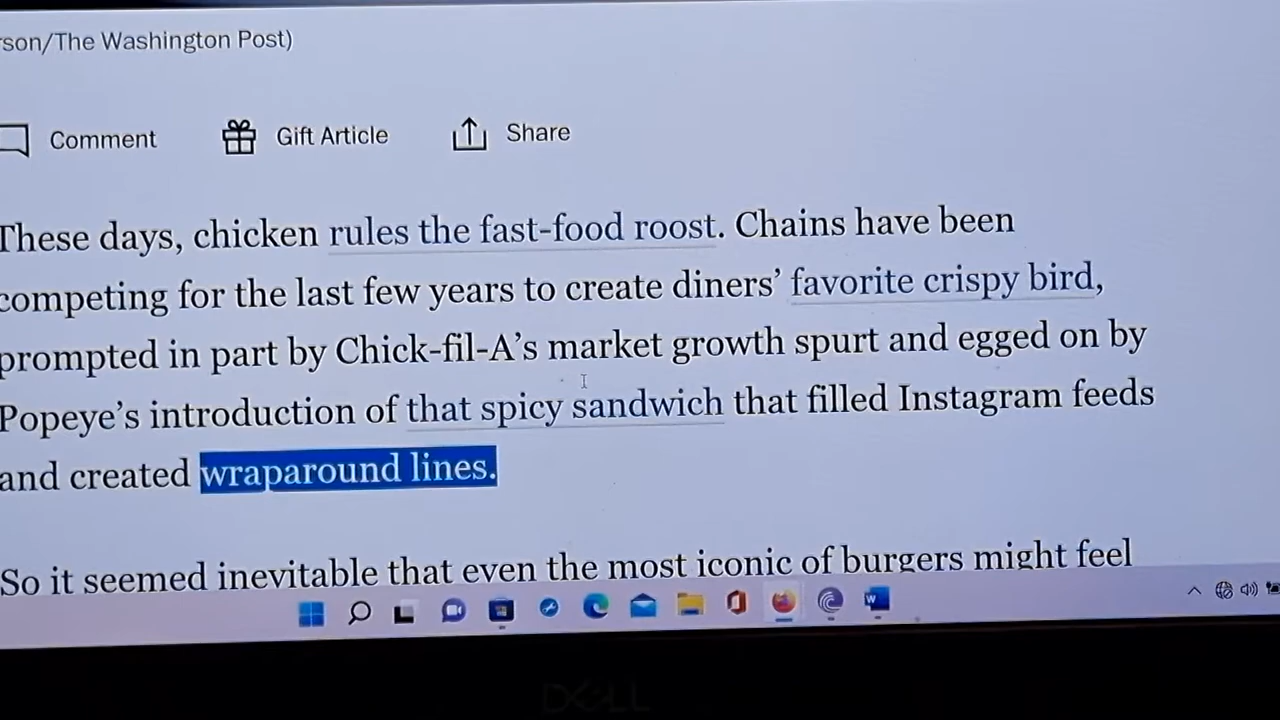 rson/The Washington Post)
Comment Gift Article Share
These days, chicken rules the fast-food roost. Chains have been
competing for the last few years to create diners’ favorite crispy bird,
prompted in part by Chick-fil-A’s market growth spurt and egged on by
Popeye’s introduction of that spicy sandwich that filled Instagram feeds
and created wraparound lines.
So it seemed inevitable that even the most iconic of burgers might feel
DELL